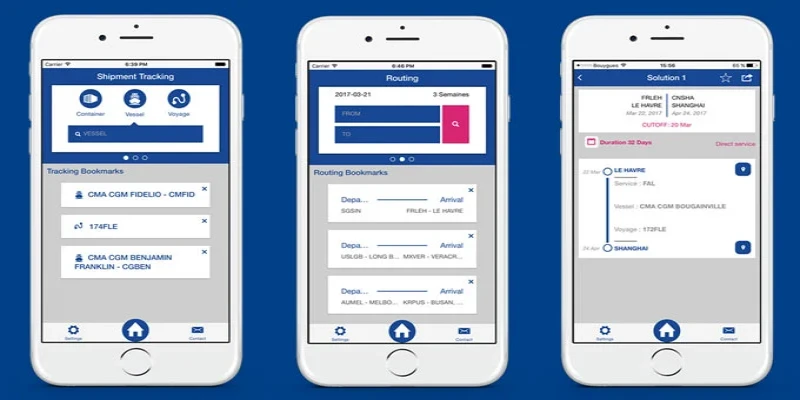 Carrier 6:39 PM
Shipment Tracking
Container Vessel Voyage
VESSEL
Tracking Bookmarks
CMA CGM FIDELIO - CMFID
174FLE
CMA CGM BENJAMIN
FRANKLIN - CGBEN
Settings Contact
Carrier 6:46 PM
Routing
2017-03-21 3 Semaines
FROM
TO
Routing Bookmarks
Depa... Arrival
SGSIN FRLEH - LE HAVRE
Depa... Arrival
USLGB - LONG B... MXVER - VERACR...
Depa... Arrival
AUMEL - MELBO... KRPUS - BUSAN, ...
Settings Contact
Bouygues 15:56 65 %
Solution 1
FRLEH CNSHA
LE HAVRE SHANGHAI
Mar 22, 2017 Apr 24, 2017
CUTOFF: 20 Mar
Duration 32 Days Direct service
22 Mar LE HAVRE
Service : FAL
Vessel : CMA CGM BOUGAINVILLE
Voyage : 172FLE
24 Apr SHANGHAI
Settings Contact